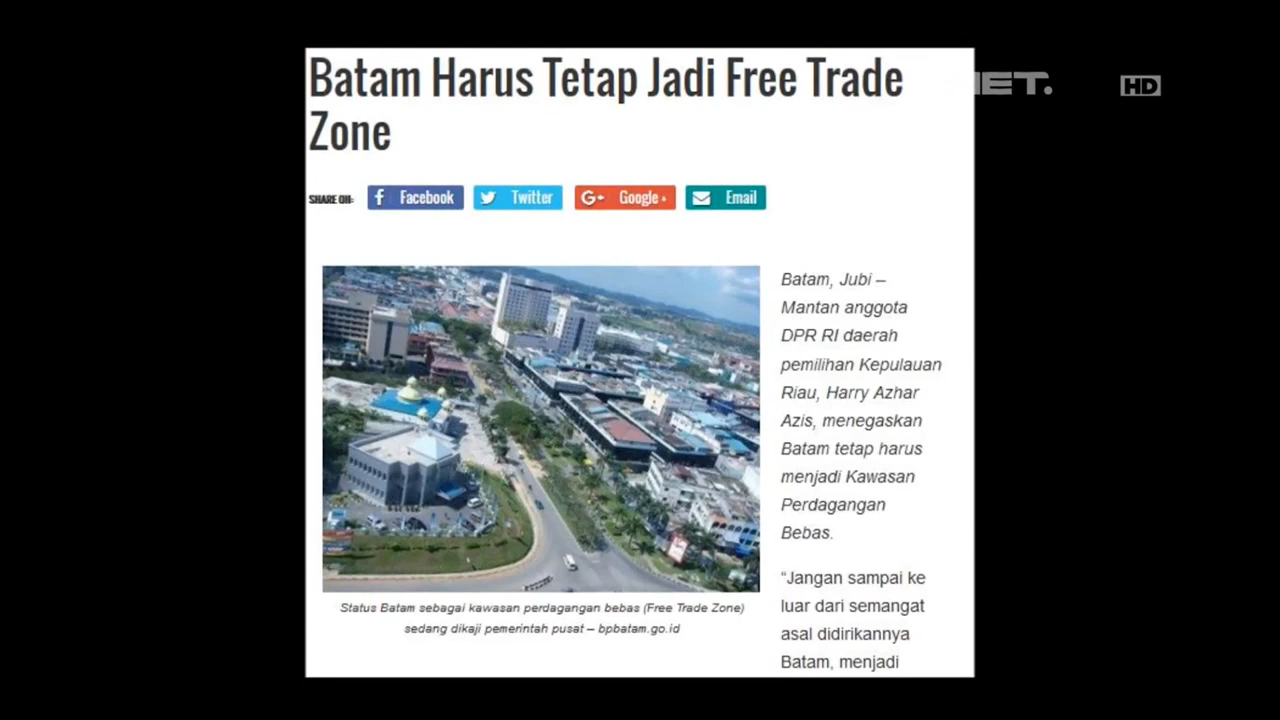 Batam Harus Tetap Jadi Free Trade
Zone
NET.
HD
SHARE ON:
Facebook
Twitter
G+ Google +
Email
Batam, Jubi –
Mantan anggota
DPR RI daerah
pemilihan Kepulauan
Riau, Harry Azhar
Azis, menegaskan
Batam tetap harus
menjadi Kawasan
Perdagangan
Bebas.
“Jangan sampai ke
luar dari semangat
asal didirikannya
Batam, menjadi
Status Batam sebagai kawasan perdagangan bebas (Free Trade Zone)
sedang dikaji pemerintah pusat – bpbatam.go.id